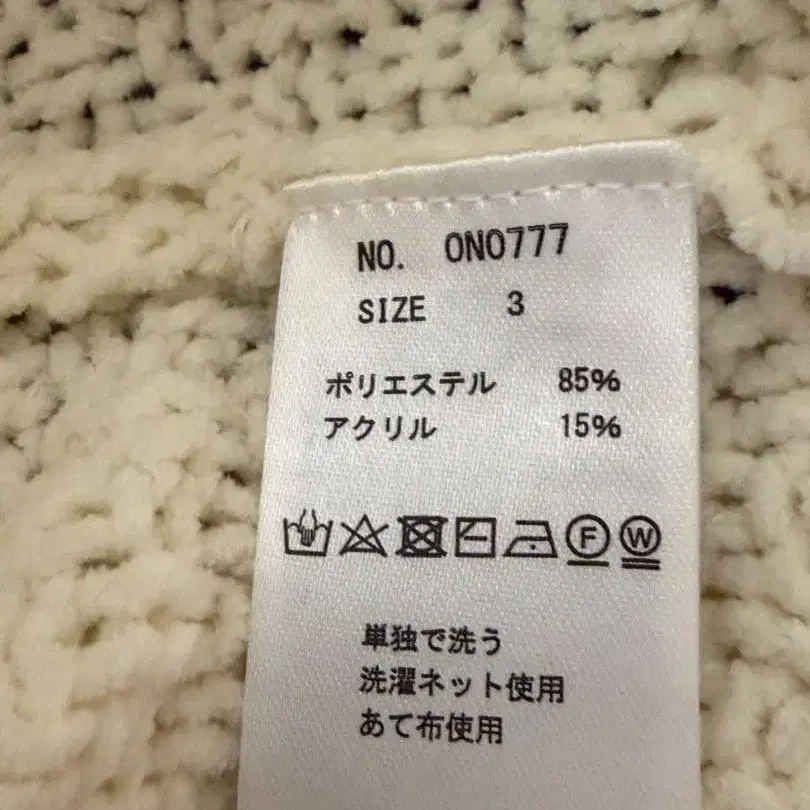 NO. ONO777
SIZE 3
ポリエステル 85%
アクリル 15%
F W
単独で洗う
洗濯ネット使用
あて布使用